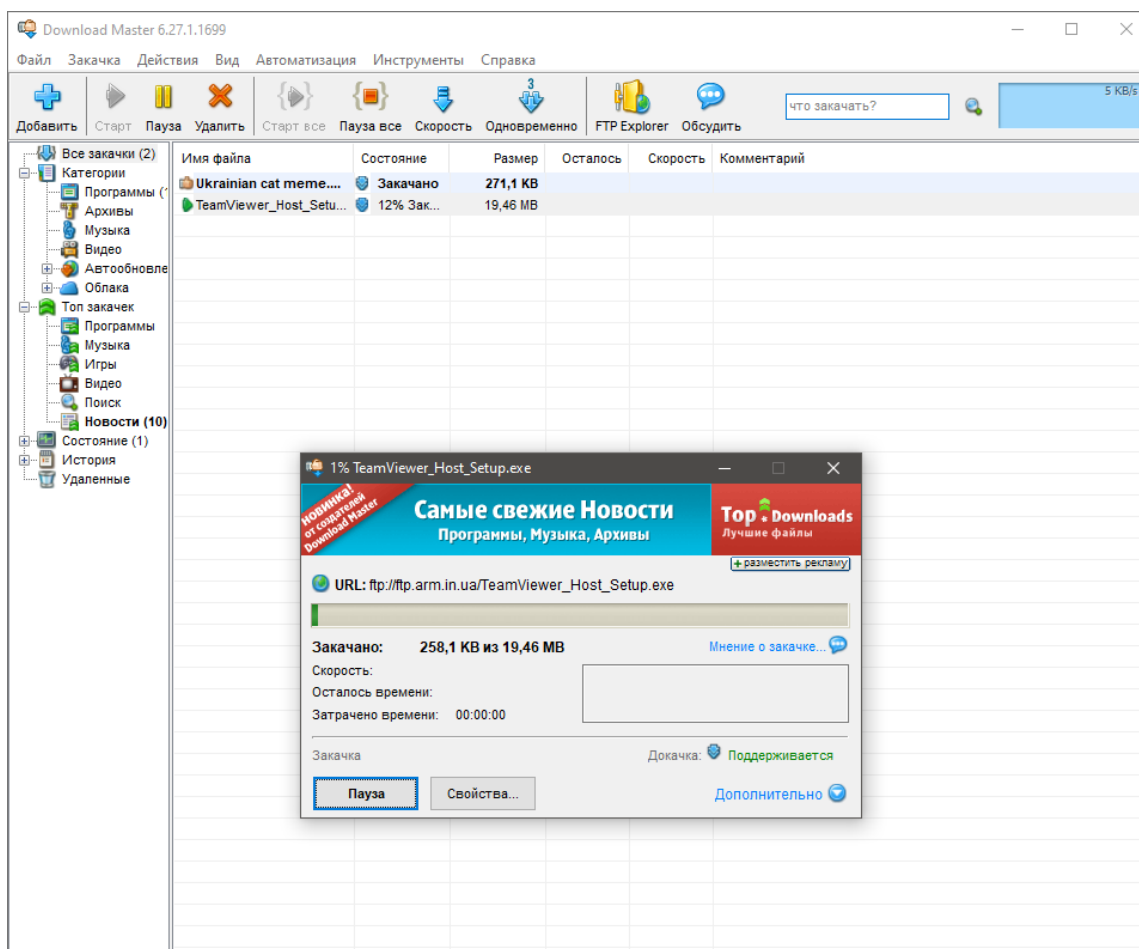 Download Master 6.27.1.1699
Файл Закачка Действия Вид Автоматизация Инструменты Справка
3
Добавить Старт Пауза Удалить Старт все Пауза все Скорость Одновременно FTP Explorer Обсудить
что закачать?
5 KB/s
Все закачки (2)
Категории
Программы (
Архивы
Музыка
Видео
Автообновле
Облака
Топ закачек
Программы
Музыка
Игры
Видео
Поиск
Новости (10)
Состояние (1)
История
Удаленные
Имя файла Состояние Размер Осталось Скорость Комментарий
Ukrainian cat meme.... Закачано 271,1 KB
TeamViewer_Host_Setu... 12% Зак... 19,46 MB
1% TeamViewer_Host_Setup.exe
НОВИНКА!
от создателей
Download Master
Самые свежие Новости
Программы, Музыка, Архивы
Top Downloads
Лучшие файлы
+ разместить рекламу
URL: ftp://ftp.arm.in.ua/TeamViewer_Host_Setup.exe
Закачано: 258,1 KB из 19,46 MB
Мнение о закачке...
Скорость:
Осталось времени:
Затрачено времени: 00:00:00
Закачка
Докачка: Поддерживается
Пауза
Свойства...
Дополнительно